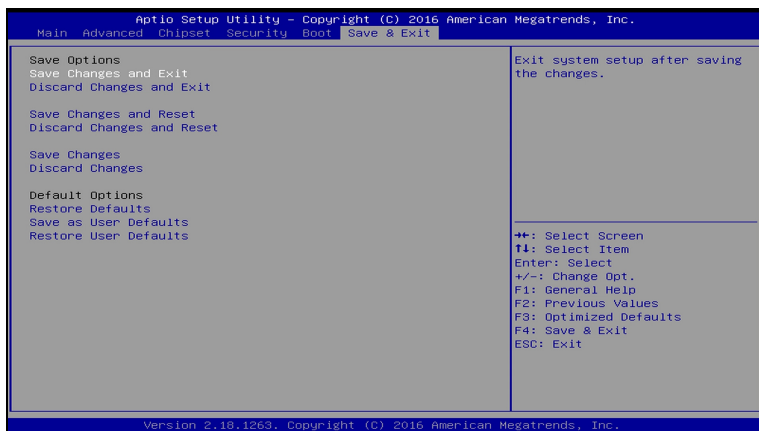 Aptio Setup Utility – Copyright (C) 2016 American Megatrends, Inc.
Main Advanced Chipset Security Boot Save & Exit
Save Options
Save Changes and Exit
Discard Changes and Exit
Save Changes and Reset
Discard Changes and Reset
Save Changes
Discard Changes
Default Options
Restore Defaults
Save as User Defaults
Restore User Defaults
Exit system setup after saving
the changes.
→←: Select Screen
↑↓: Select Item
Enter: Select
+/-: Change Opt.
F1: General Help
F2: Previous Values
F3: Optimized Defaults
F4: Save & Exit
ESC: Exit
Version 2.18.1263. Copyright (C) 2016 American Megatrends, Inc.